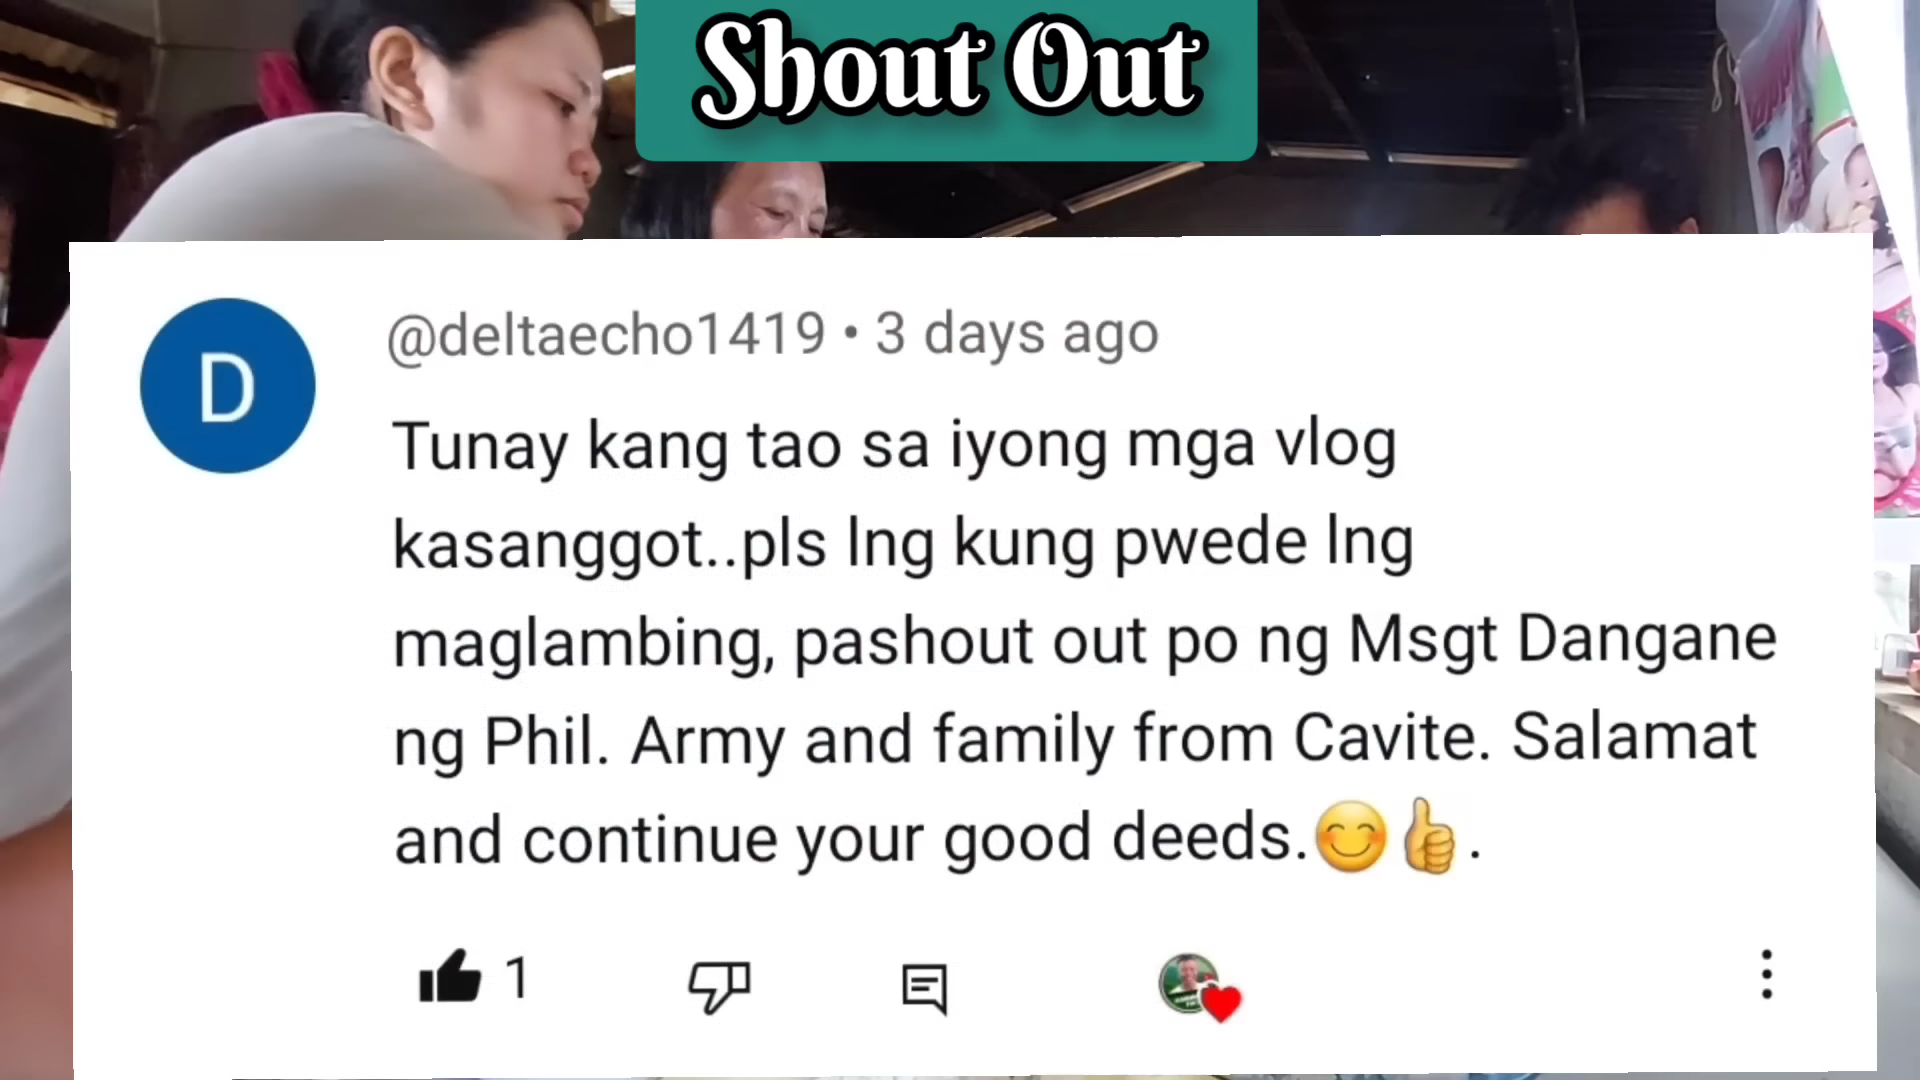 Shout Out
D
@deltaecho1419 • 3 days ago
Tunay kang tao sa iyong mga vlog
kasanggot..pls lng kung pwede lng
maglambing, pashout out po ng Msgt Dangane
ng Phil. Army and family from Cavite. Salamat
and continue your good deeds.😊👍.
1